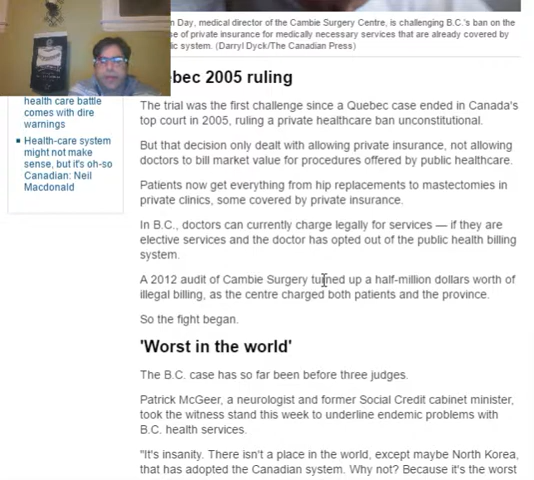 n Day, medical director of the Cambie Surgery Centre, is challenging B.C.'s ban on the
e of private insurance for medically necessary services that are already covered by
ic system. (Darryl Dyck/The Canadian Press)
ebec 2005 ruling
health care battle
comes with dire
warnings
Health-care system
might not make
sense, but it's oh-so
Canadian: Neil
Macdonald
The trial was the first challenge since a Quebec case ended in Canada's
top court in 2005, ruling a private healthcare ban unconstitutional.
But that decision only dealt with allowing private insurance, not allowing
doctors to bill market value for procedures offered by public healthcare.
Patients now get everything from hip replacements to mastectomies in
private clinics, some covered by private insurance.
In B.C., doctors can currently charge legally for services — if they are
elective services and the doctor has opted out of the public health billing
system.
A 2012 audit of Cambie Surgery turned up a half-million dollars worth of
illegal billing, as the centre charged both patients and the province.
So the fight began.
'Worst in the world'
The B.C. case has so far been before three judges.
Patrick McGeer, a neurologist and former Social Credit cabinet minister,
took the witness stand this week to underline endemic problems with
B.C. health services.
"It's insanity. There isn't a place in the world, except maybe North Korea,
that has adopted the Canadian system. Why not? Because it's the worst